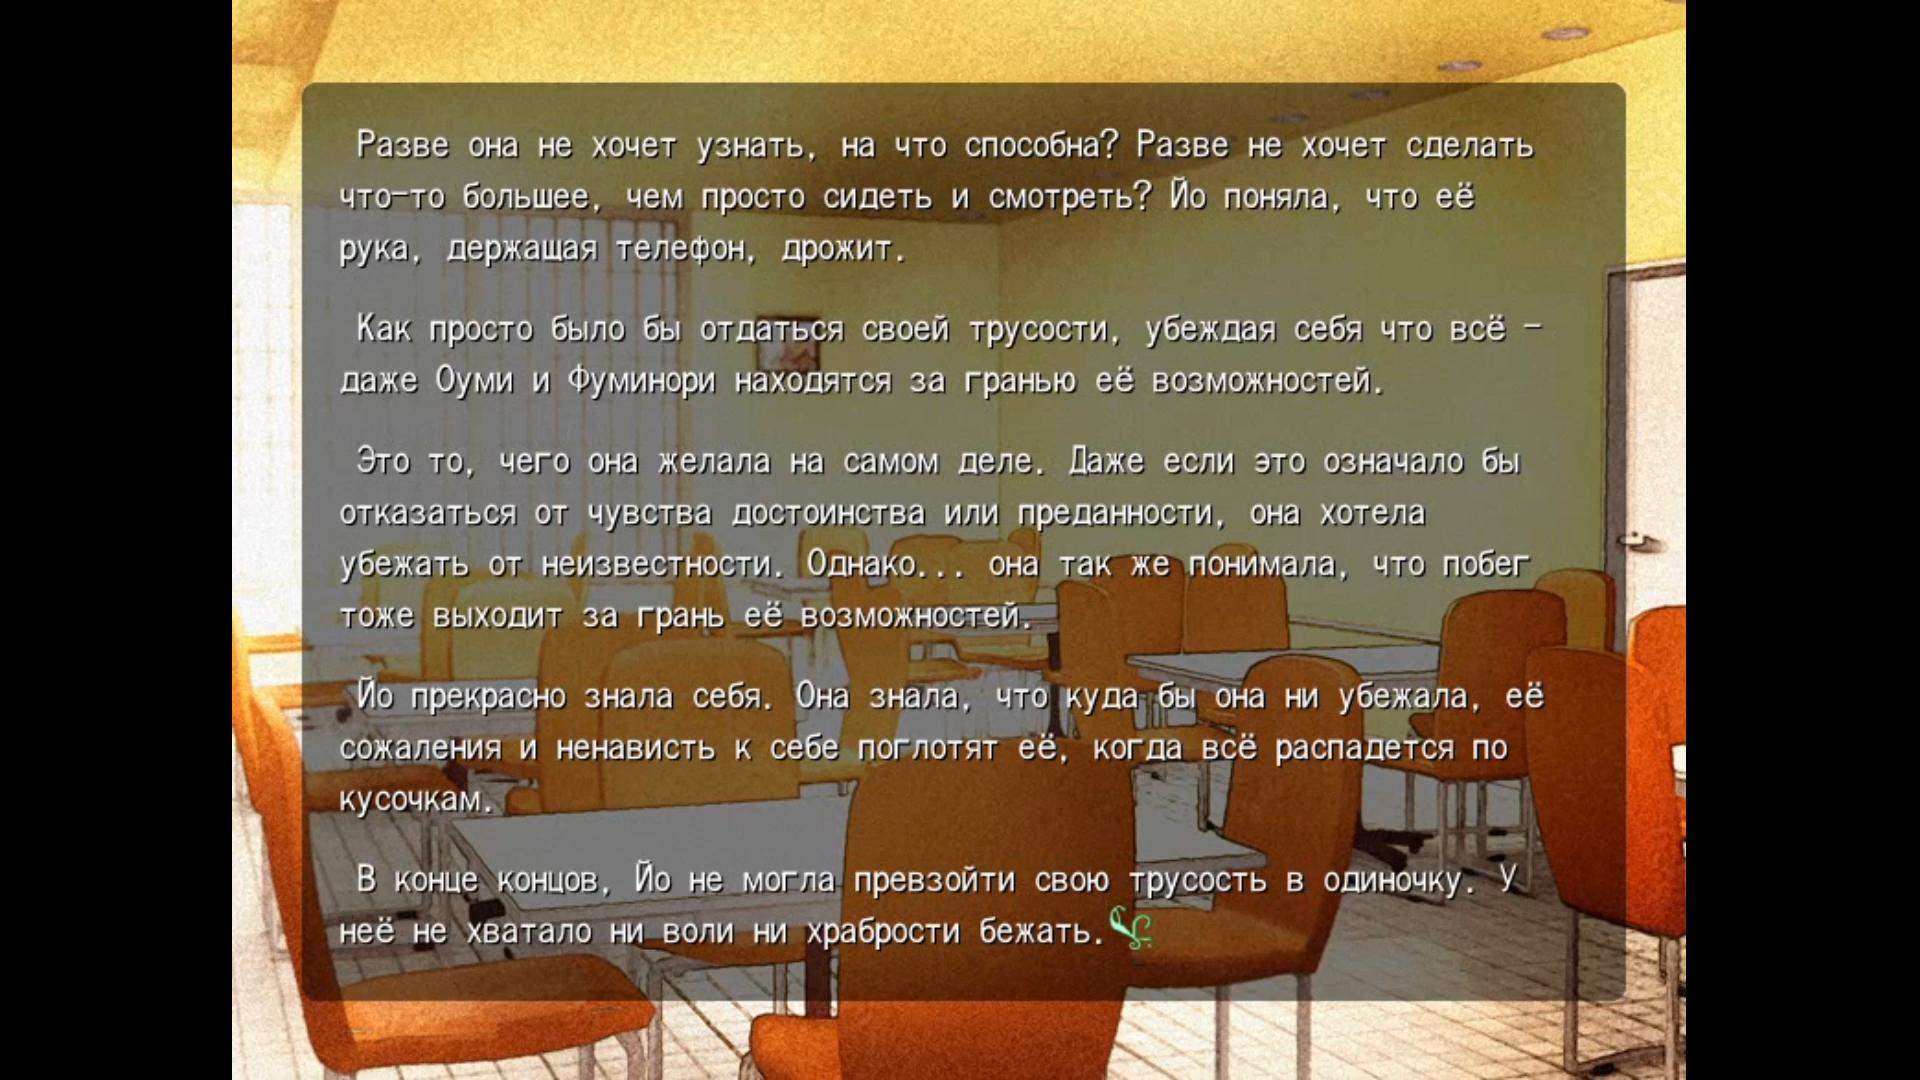 Разве она не хочет узнать, на что способна? Разве не хочет сделать
что-то большее, чем просто сидеть и смотреть? Йо поняла, что её
рука, держащая телефон, дрожит.
Как просто было бы отдаться своей трусости, убеждая себя что всё –
даже Оуми и Фуминори находятся за гранью её возможностей.
Это то, чего она желала на самом деле. Даже если это означало бы
отказаться от чувства достоинства или преданности, она хотела
убежать от неизвестности. Однако... она так же понимала, что побег
тоже выходит за грань её возможностей.
Йо прекрасно знала себя. Она знала, что куда бы она ни убежала, её
сожаления и ненависть к себе поглотят её, когда всё распадется по
кусочкам.
В конце концов, Йо не могла превзойти свою трусость в одиночку. У
неё не хватало ни воли ни храбрости бежать.